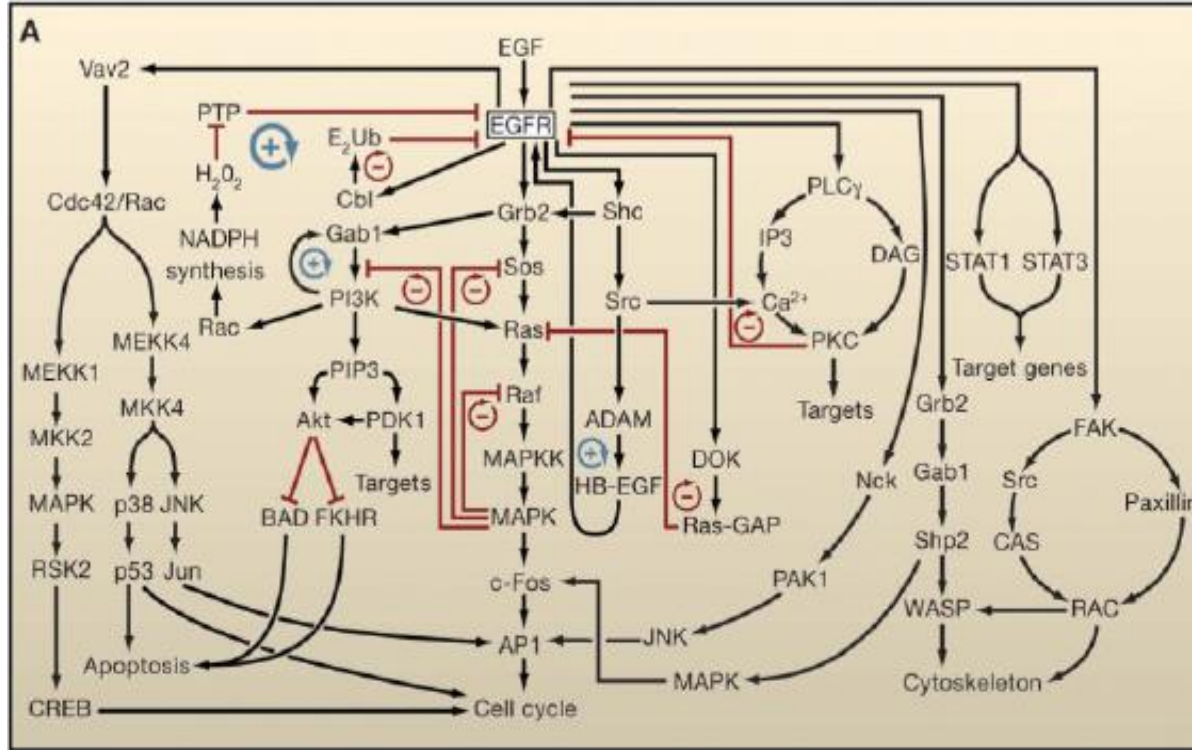 A
EGF
Vav2
PTP
EGFR
E2Ub
+
−
H202
PLCγ
Cbl
Cdc42/Rac
Grb2
Shc
NADPH
synthesis
Gab1
IP3
DAG
+
Sos
STAT1
STAT3
−
−
PI3K
Src
Ca2+
Rac
Ras
−
PKC
MEKK4
MEKK1
PIP3
Target genes
Raf
MKK4
Akt
PDK1
−
ADAM
Targets
Grb2
FAK
MKK2
MAPKK
+
DOK
Gab1
Src
Targets
HB-EGF
Nck
MAPK
p38
JNK
BAD
FKHR
MAPK
−
Ras-GAP
Paxillin
Shp2
CAS
RSK2
p53
Jun
c-Fos
PAK1
WASP
RAC
Apoptosis
AP1
JNK
MAPK
Cytoskeleton
CREB
Cell cycle